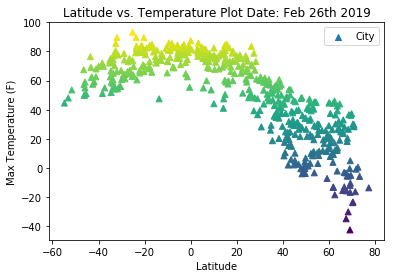 Latitude vs. Temperature Plot Date: Feb 26th 2019
City
100
80
60
40
20
0
−20
−40
Max Temperature (F)
−60 −40 −20 0 20 40 60 80
Latitude